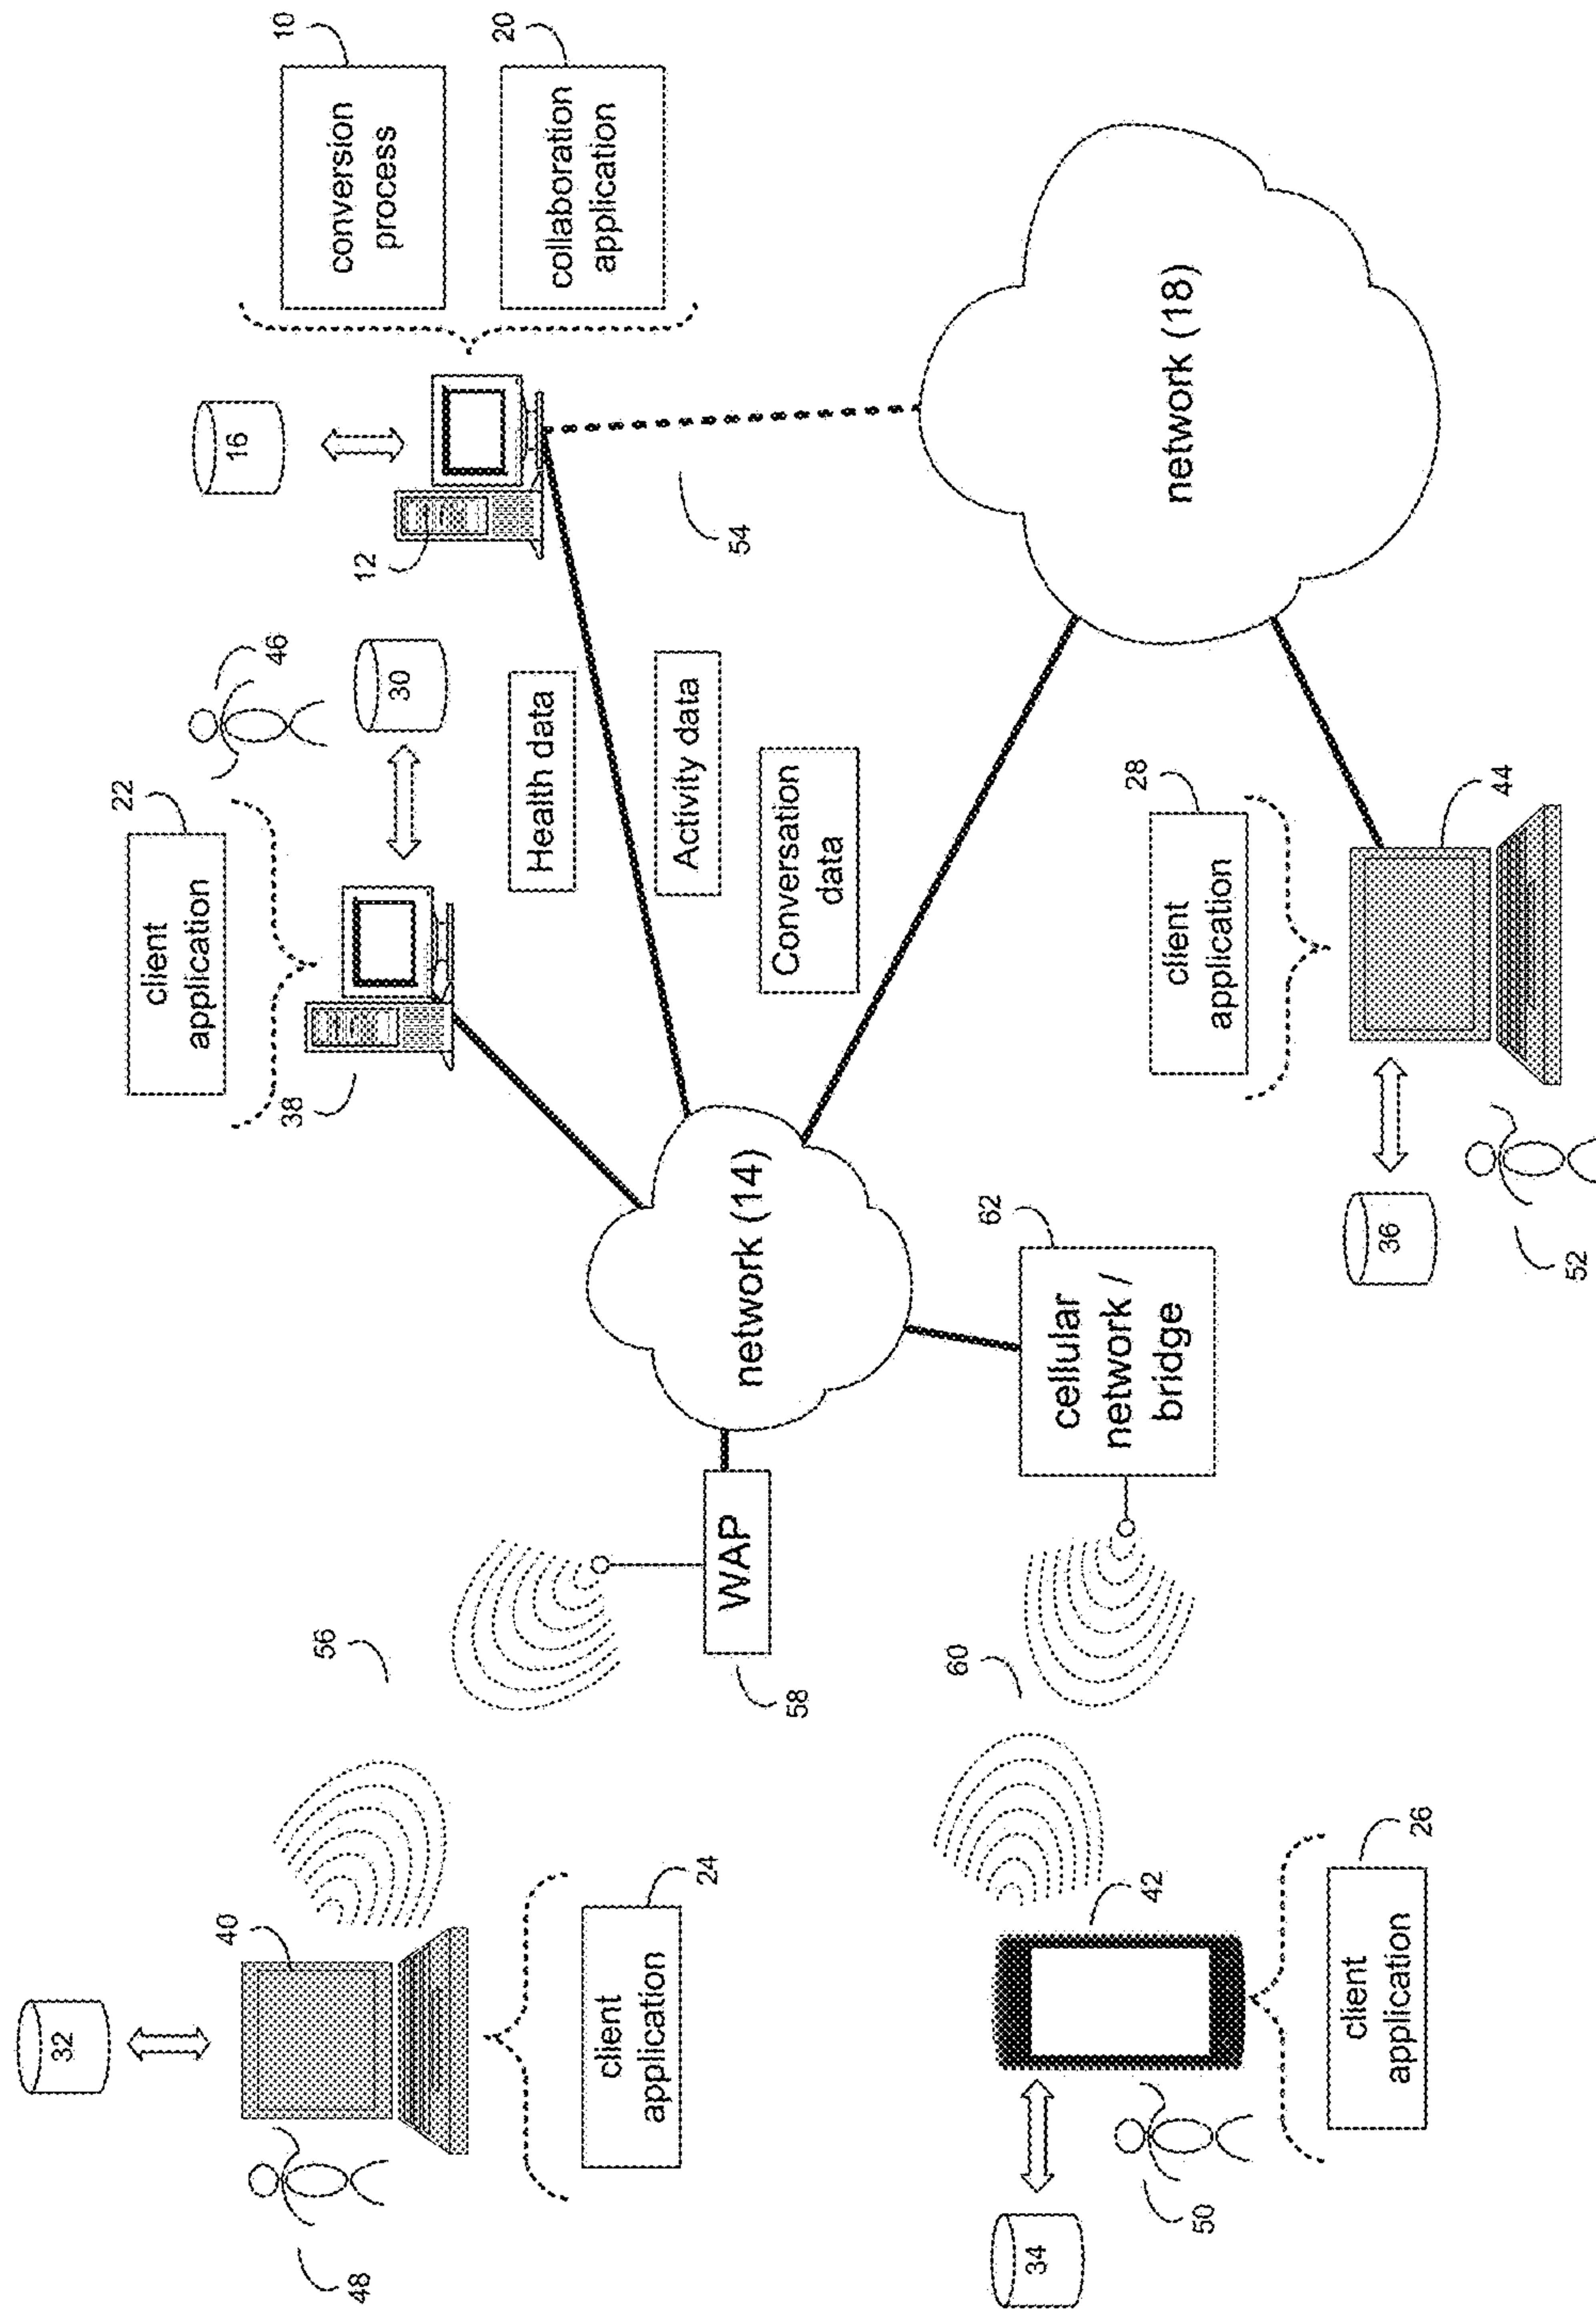 32
48
40
client
application
24
56
58
WAP
client
application
22
38
46
30
16
12
conversion
process
10
collaboration
application
20
Health data
Activity data
Conversation
data
54
network (14)
34
50
42
client
application
26
60
cellular
network /
bridge
62
network (18)
client
application
28
36
44
52